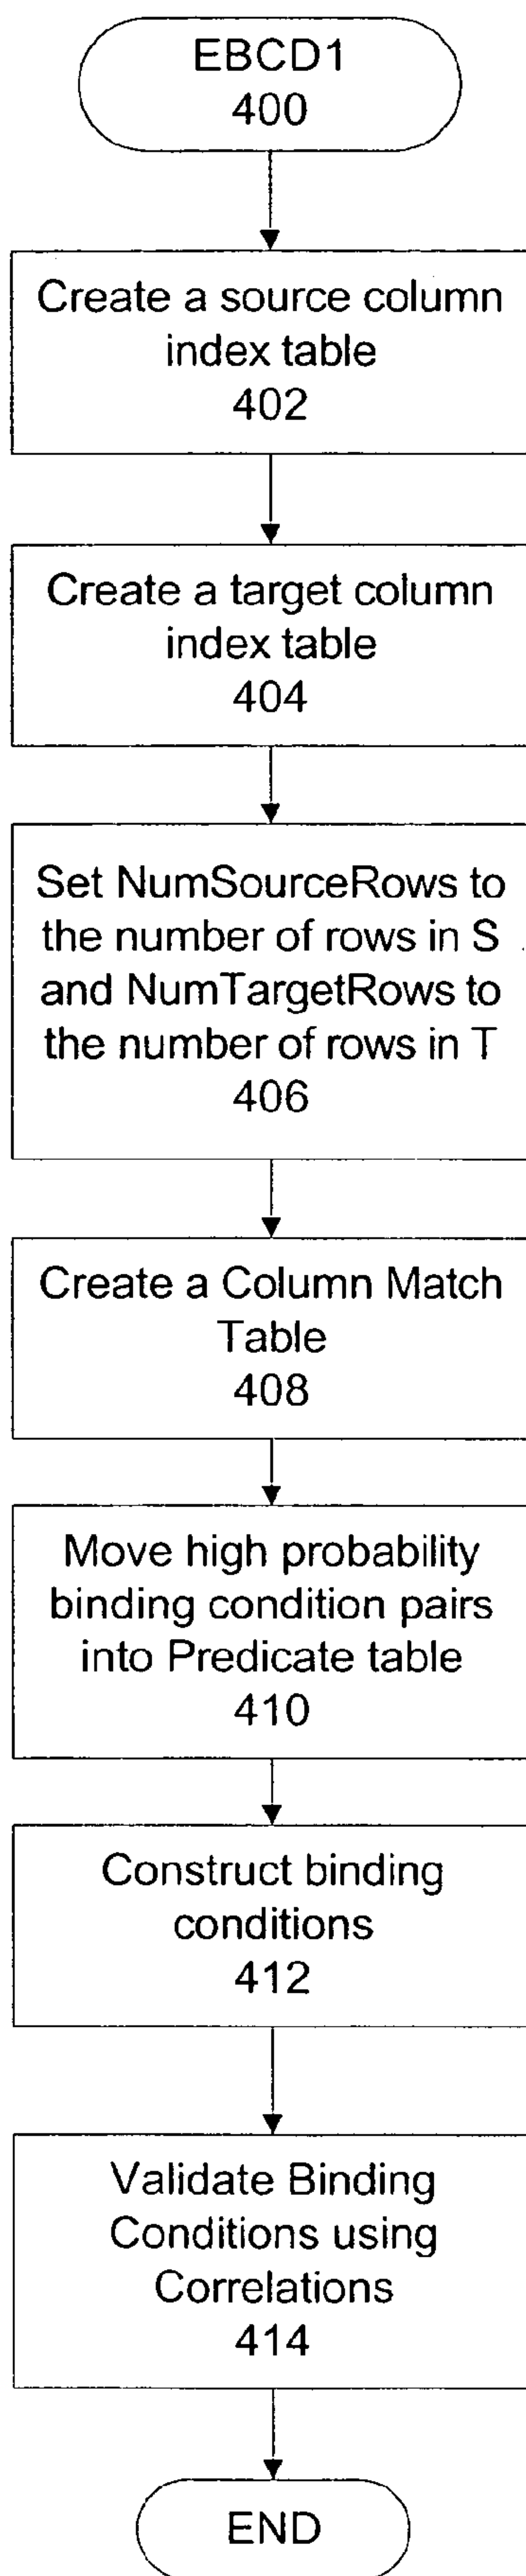 EBCD1
400
Create a source column
index table
402
Create a target column
index table
404
Set NumSourceRows to
the number of rows in S
and NumTargetRows to
the number of rows in T
406
Create a Column Match
Table
408
Move high probability
binding condition pairs
into Predicate table
410
Construct binding
conditions
412
Validate Binding
Conditions using
Correlations
414
END